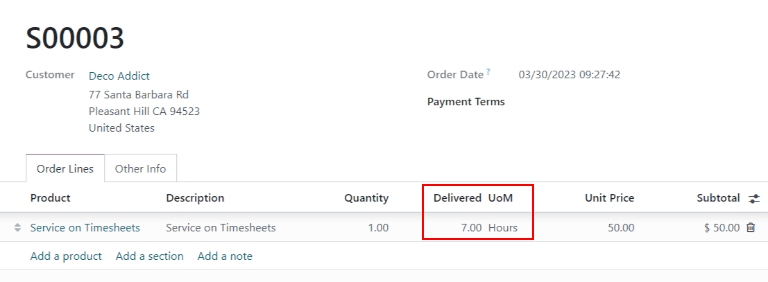 S00003
Customer Deco Addict Order Date ? 03/30/2023 09:27:42
77 Santa Barbara Rd
Pleasant Hill CA 94523 Payment Terms
United States
Order Lines Other Info
Product Description Quantity Delivered UoM Unit Price Subtotal
Service on Timesheets Service on Timesheets 1.00 7.00 Hours 50.00 $ 50.00
Add a product Add a section Add a note